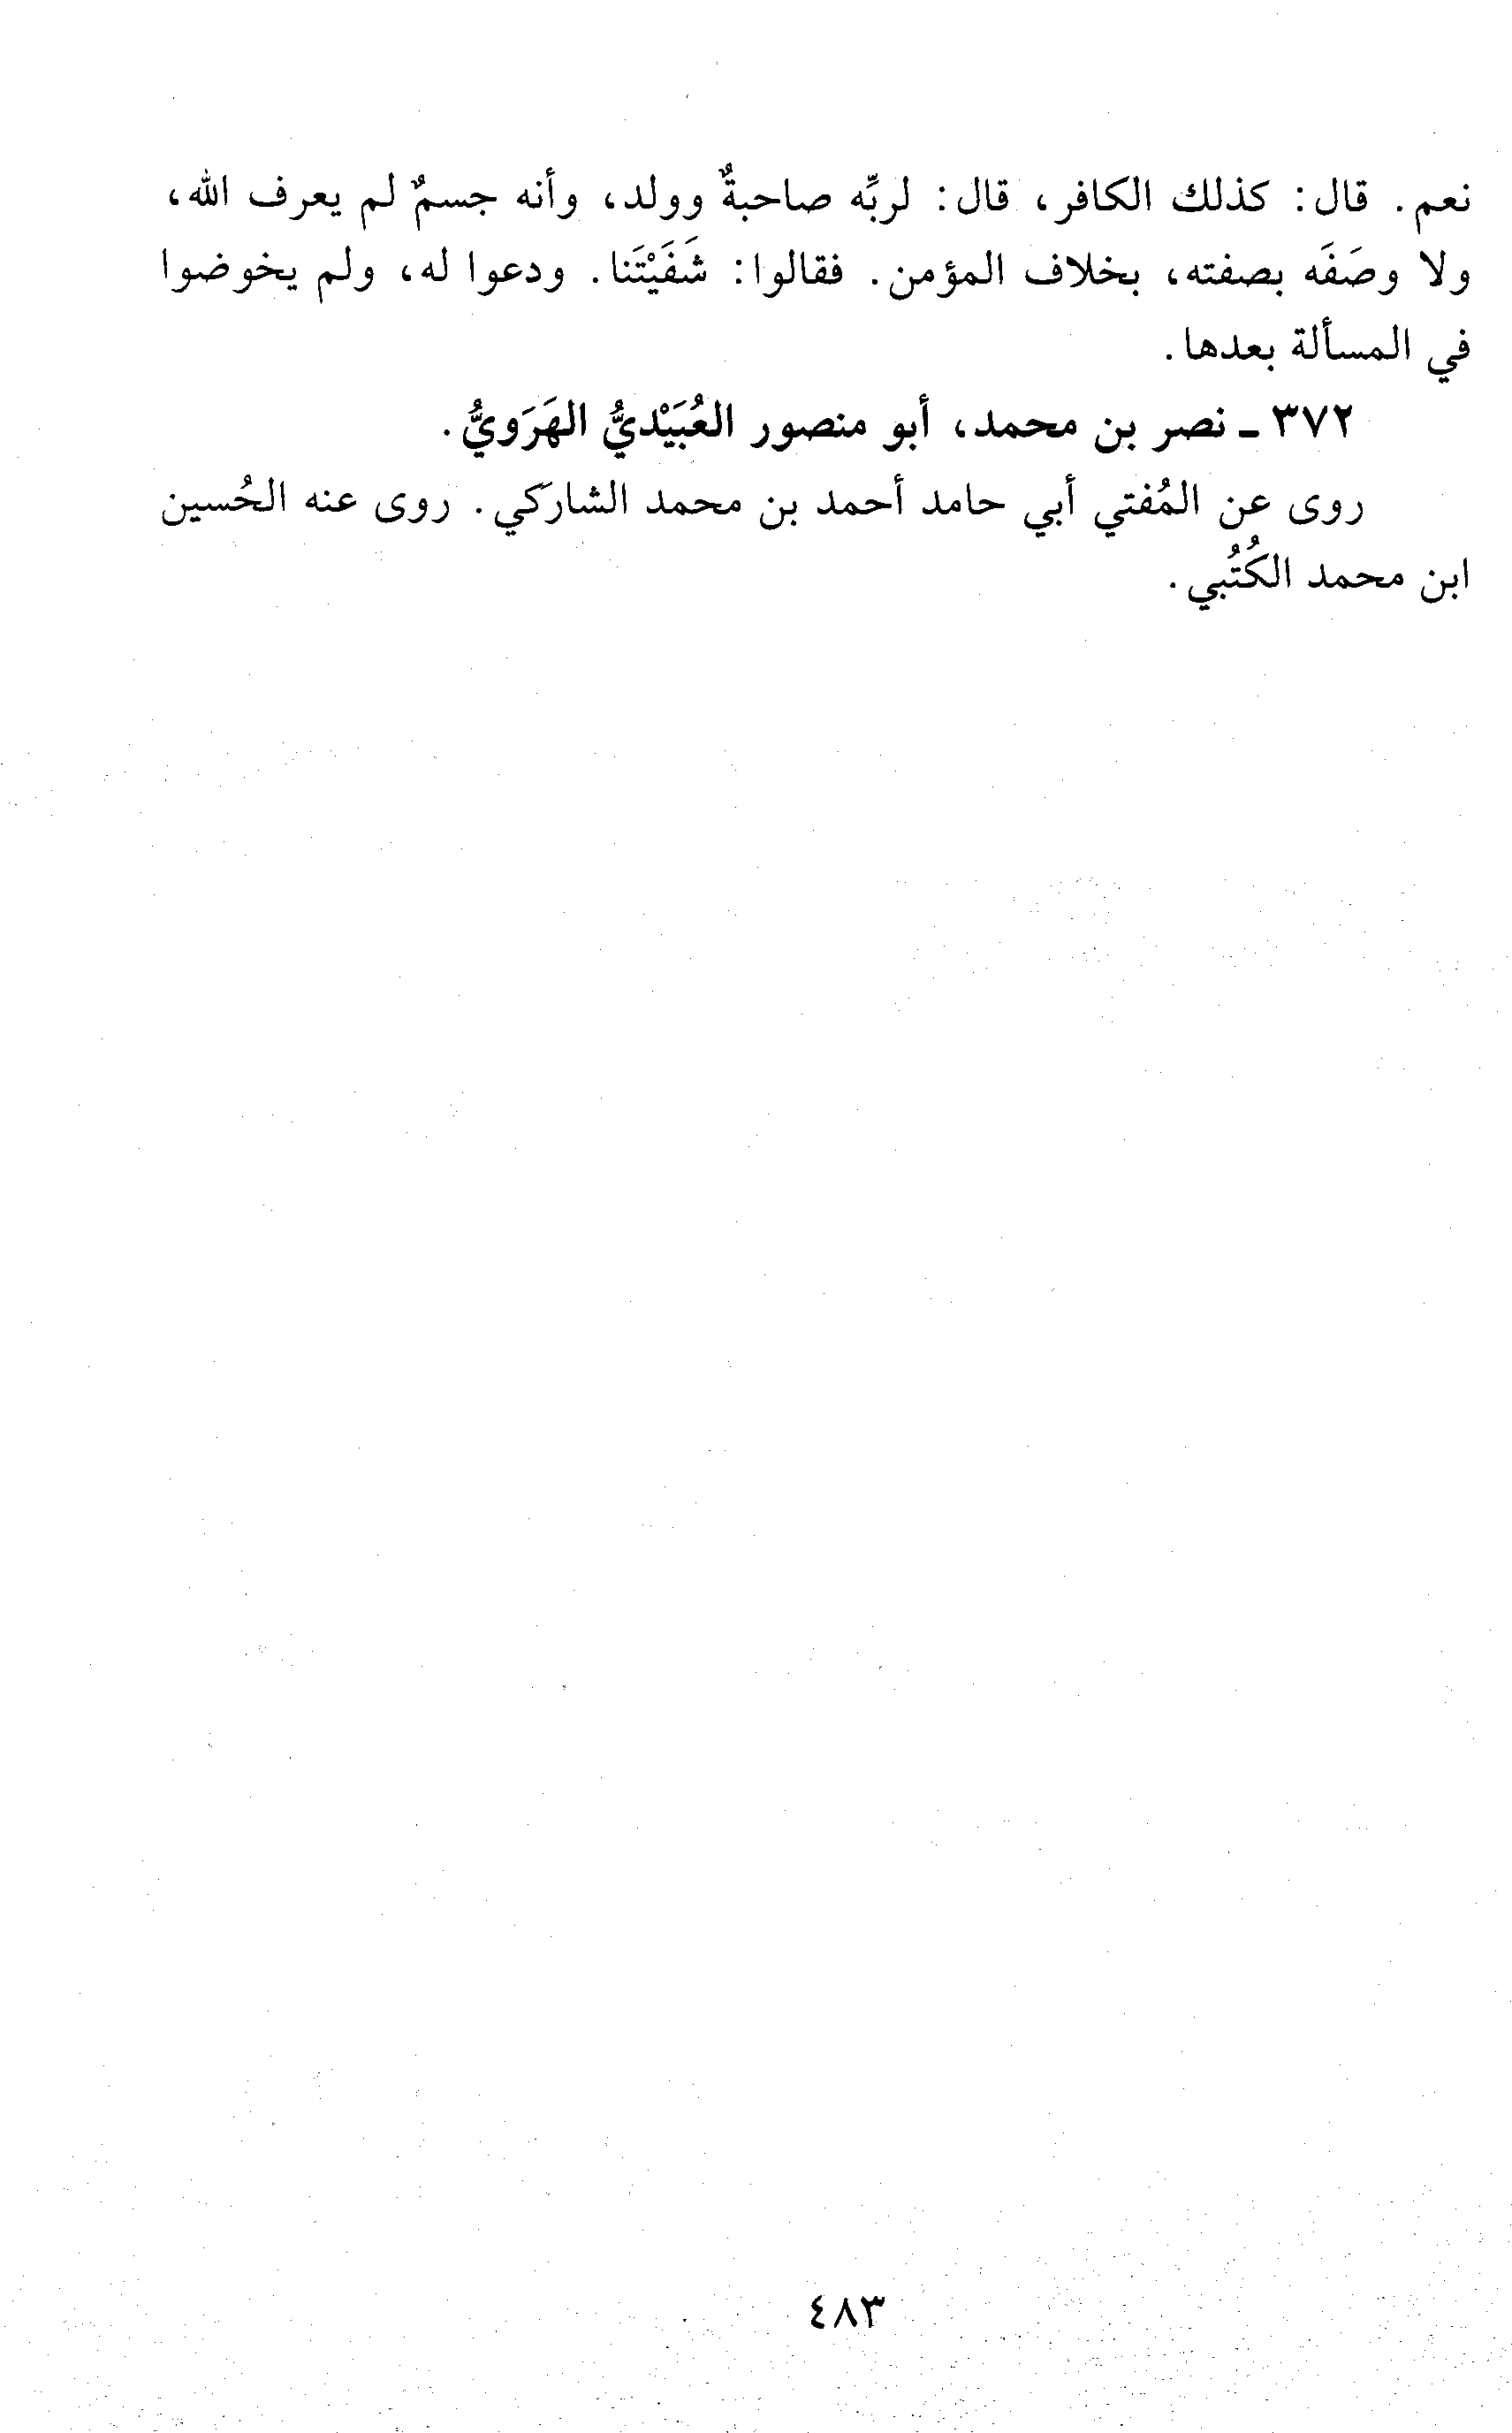 نعم. قال: كذلك الكافر، قال: لربِّه صاحبةٌ وولد، وأنه جسمٌ لم يعرف الله،
ولا وصَفَه بصفته، بخلاف المؤمن. فقالوا: شَفَيْتَنا. ودعوا له، ولم يخوضوا
في المسألة بعدها.
٣٧٢ ـ نصر بن محمد، أبو منصور العُبَيْديُّ الهَرَويُّ.
روى عن المُفتي أبي حامد أحمد بن محمد الشاركَي. روى عنه الحُسين
ابن محمد الكُتُبي.
٤٨٣